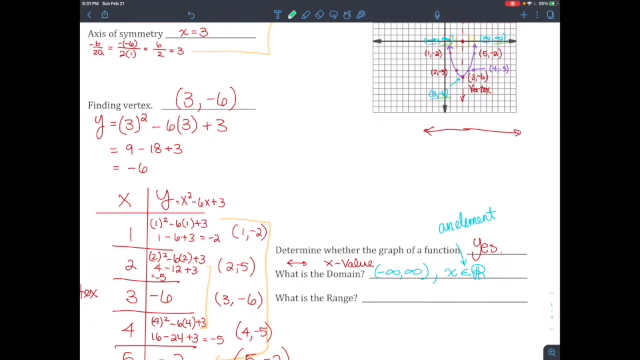 6:31 PM Sun Feb 21
86%
Axis of symmetry x = 3
-b/2a = -(-6)/2(1) = 6/2 = 3
(1,-2) (5,-2)
(2,-5) (4,-5)
(3,-6)
Vertex
Finding vertex. (3, -6)
y = (3)² - 6(3) + 3
= 9 - 18 + 3
= -6
x y = x² - 6x + 3
1 (1)² - 6(1) + 3
1 - 6 + 3 = -2 (1, -2)
2 (2)² - 6(2) + 3
4 - 12 + 3
= -5 (2, -5)
3 -6 (3, -6)
4 (4)² - 6(4) + 3
16 - 24 + 3 = -5 (4, -5)
an element
Determine whether the graph of a function yes
↔ x-value
What is the Domain? (-∞, ∞) , x ∈ ℝ
What is the Range?